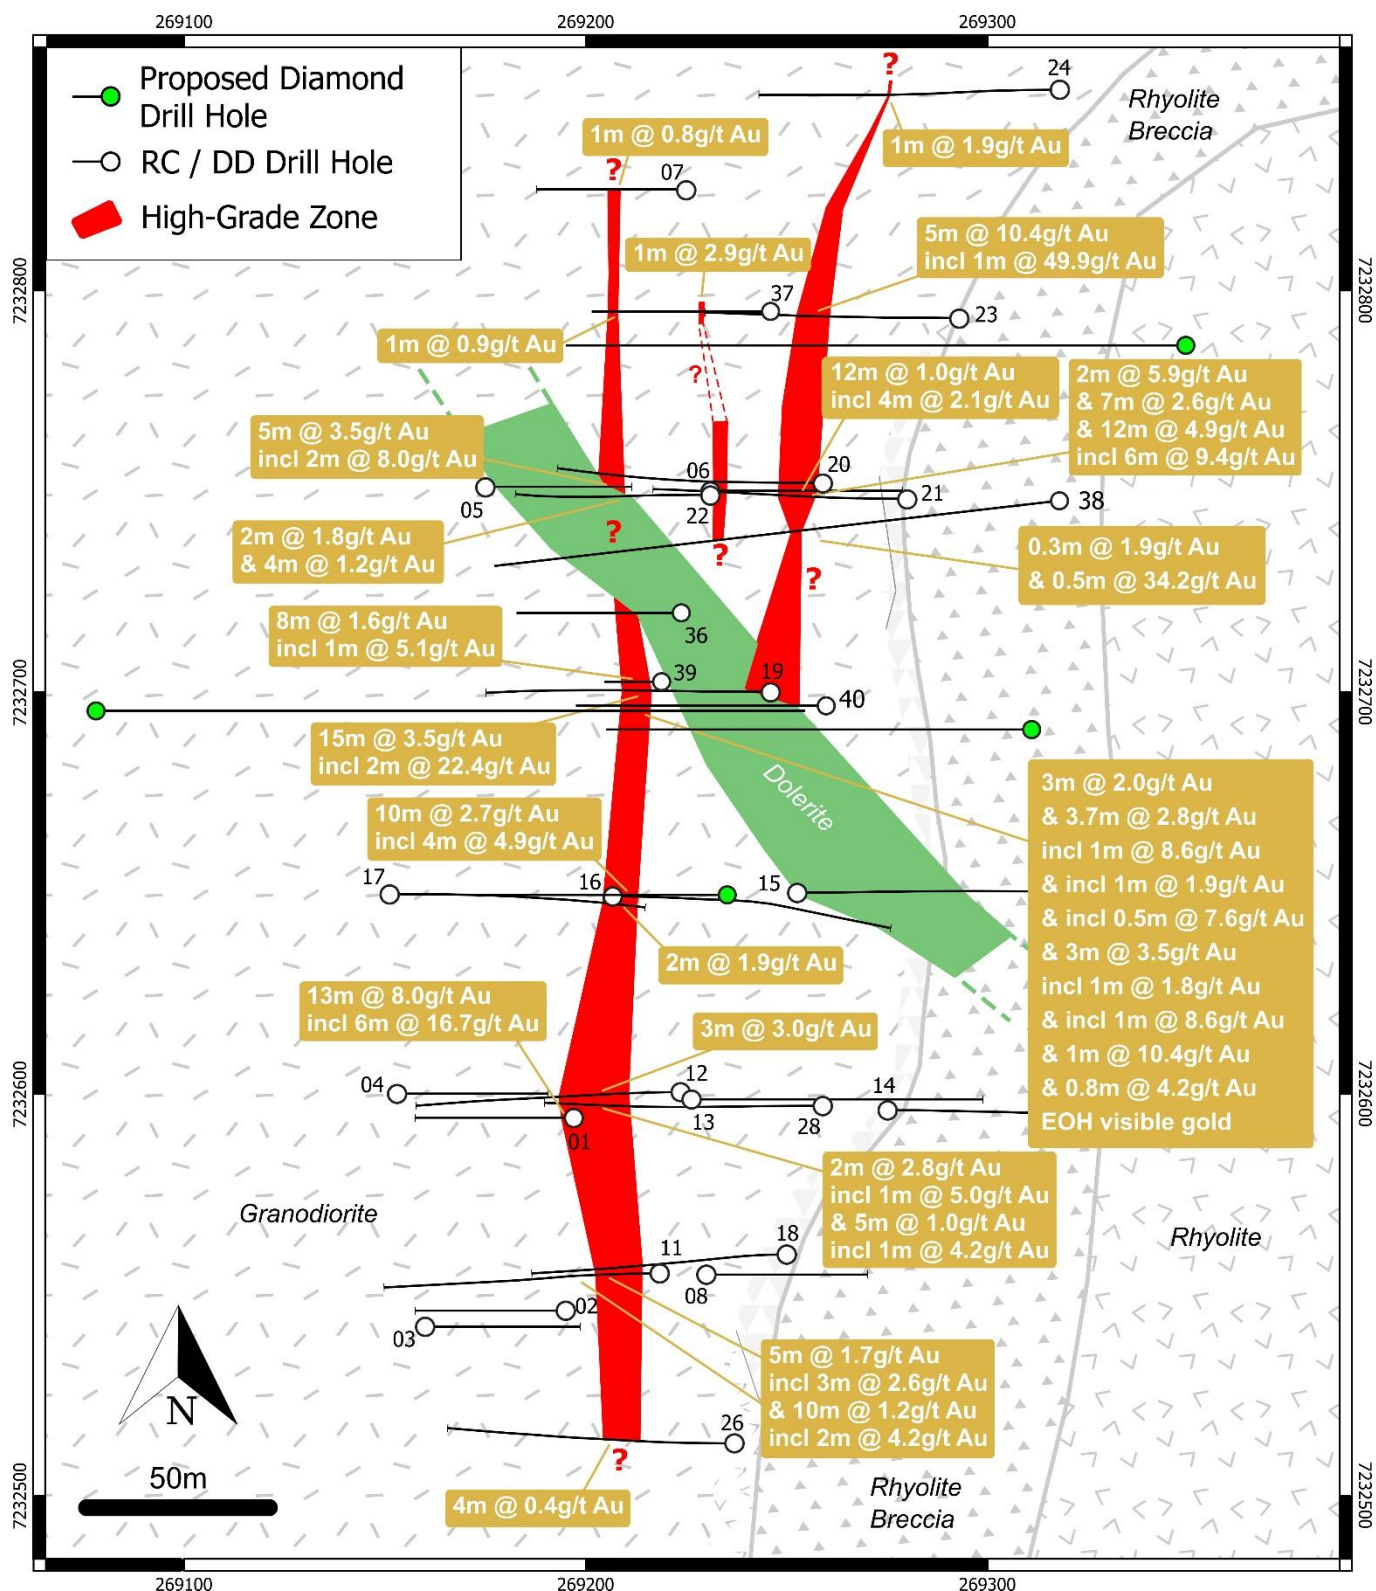 269100
269200
269300
Proposed Diamond
Drill Hole
RC / DD Drill Hole
High-Grade Zone
?
24
Rhyolite
Breccia
1m @ 0.8g/t Au
1m @ 1.9g/t Au
?
07
5m @ 10.4g/t Au
incl 1m @ 49.9g/t Au
1m @ 2.9g/t Au
7232800
7232800
37
23
1m @ 0.9g/t Au
?
12m @ 1.0g/t Au
incl 4m @ 2.1g/t Au
2m @ 5.9g/t Au
& 7m @ 2.6g/t Au
& 12m @ 4.9g/t Au
incl 6m @ 9.4g/t Au
5m @ 3.5g/t Au
incl 2m @ 8.0g/t Au
06
20
05
22
21
38
2m @ 1.8g/t Au
& 4m @ 1.2g/t Au
?
?
?
0.3m @ 1.9g/t Au
& 0.5m @ 34.2g/t Au
8m @ 1.6g/t Au
incl 1m @ 5.1g/t Au
36
39
19
40
7232700
7232700
15m @ 3.5g/t Au
incl 2m @ 22.4g/t Au
Dolerite
3m @ 2.0g/t Au
& 3.7m @ 2.8g/t Au
incl 1m @ 8.6g/t Au
& incl 1m @ 1.9g/t Au
& incl 0.5m @ 7.6g/t Au
& 3m @ 3.5g/t Au
incl 1m @ 1.8g/t Au
& incl 1m @ 8.6g/t Au
& 1m @ 10.4g/t Au
& 0.8m @ 4.2g/t Au
EOH visible gold
10m @ 2.7g/t Au
incl 4m @ 4.9g/t Au
17
16
15
2m @ 1.9g/t Au
13m @ 8.0g/t Au
incl 6m @ 16.7g/t Au
3m @ 3.0g/t Au
04
12
14
7232600
7232600
01
13
28
2m @ 2.8g/t Au
incl 1m @ 5.0g/t Au
& 5m @ 1.0g/t Au
incl 1m @ 4.2g/t Au
Granodiorite
Rhyolite
11
18
08
02
03
5m @ 1.7g/t Au
incl 3m @ 2.6g/t Au
& 10m @ 1.2g/t Au
incl 2m @ 4.2g/t Au
N
26
?
50m
4m @ 0.4g/t Au
Rhyolite
Breccia
7232500
7232500
269100
269200
269300